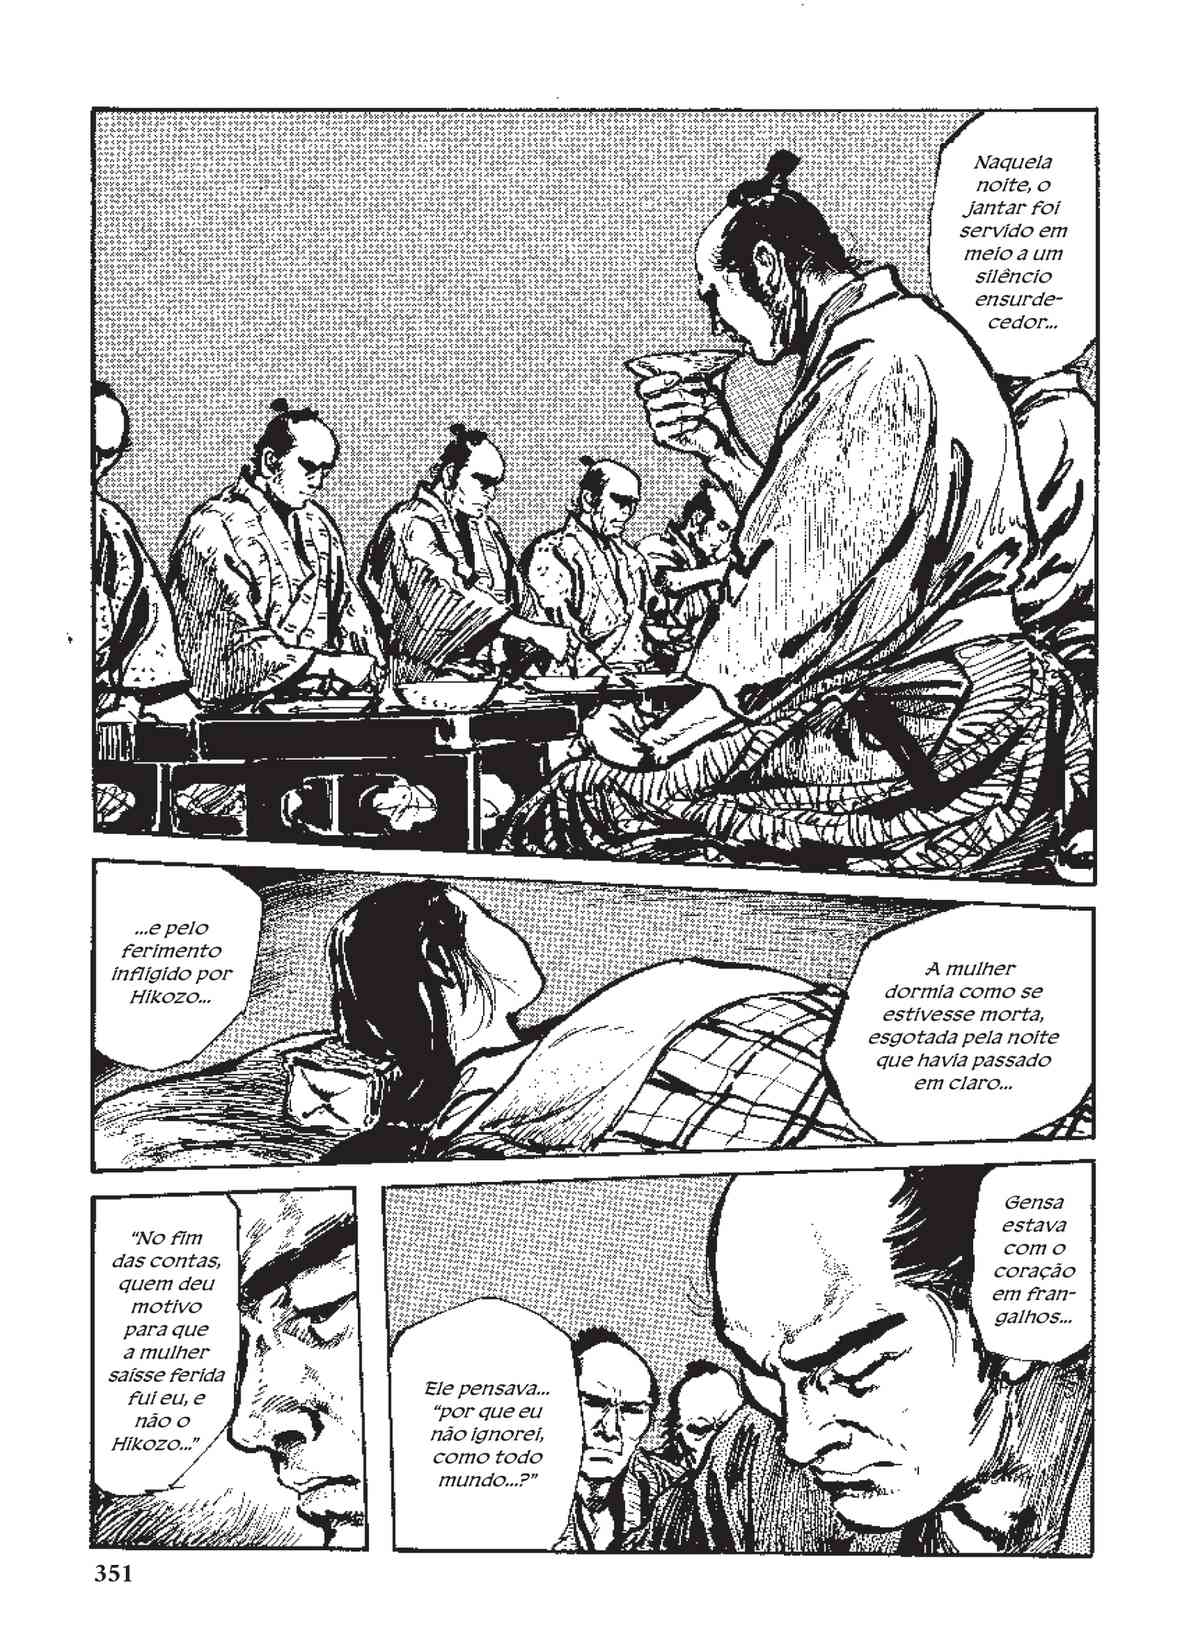 Naquela
noite, o
jantar foi
servido em
meio a um
silêncio
ensurde-
cedor...
A mulher
dormia como se
estivesse morta,
esgotada pela noite
que havia passado
em claro...
...e pelo
ferimento
infligido por
Hikozo...
Gensa
estava
com o
coração
em fran-
galhos...
Ele pensava...
"por que eu
não ignorei,
como todo
mundo...?"
"No fim
das contas,
quem deu
motivo
para que
a mulher
saísse ferida
fui eu, e
não o
Hikozo..."
351